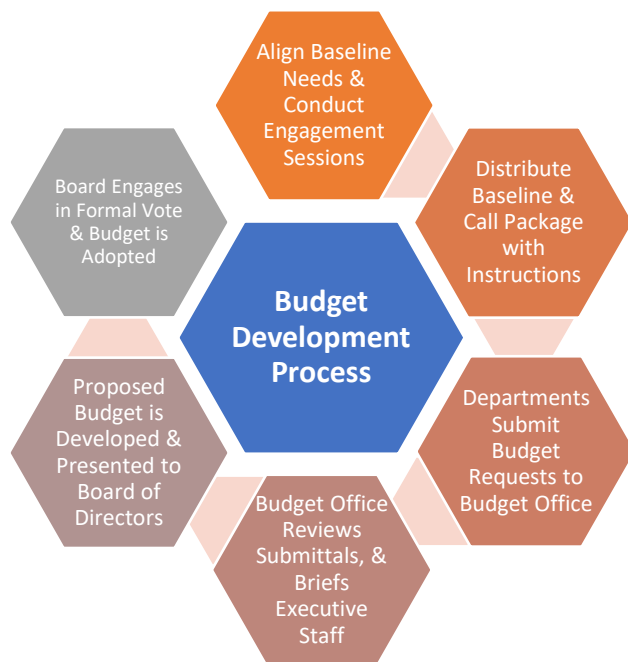 Align Baseline
Needs &
Conduct
Engagement
Sessions
Distribute
Baseline &
Call Package
with
Instructions
Departments
Submit
Budget
Requests to
Budget Office
Budget Office
Reviews
Submittals, &
Briefs
Executive
Staff
Proposed
Budget is
Developed &
Presented to
Board of
Directors
Board Engages
in Formal Vote
& Budget is
Adopted
Budget
Development
Process